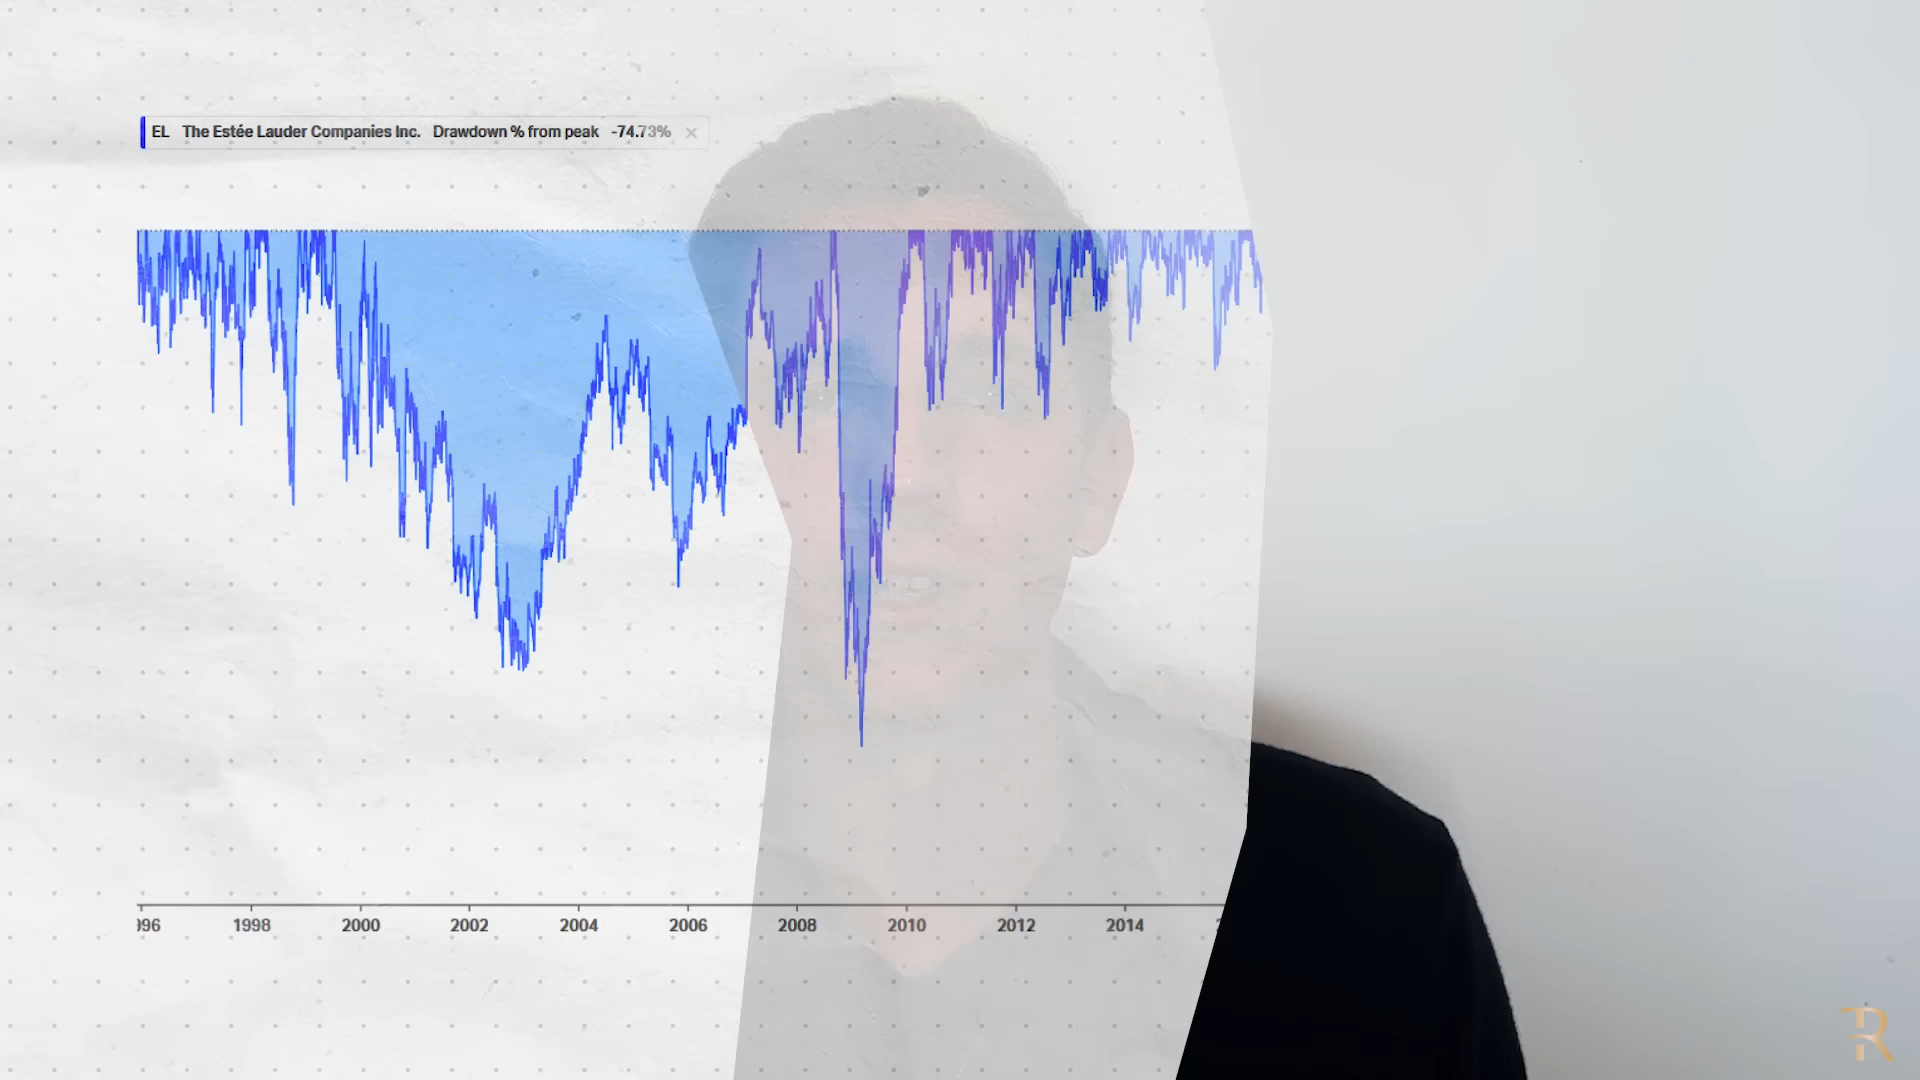 EL The Estée Lauder Companies Inc. Drawdown % from peak -74.73% ×
1998 2000 2002 2004 2006 2008 2010 2012 2014